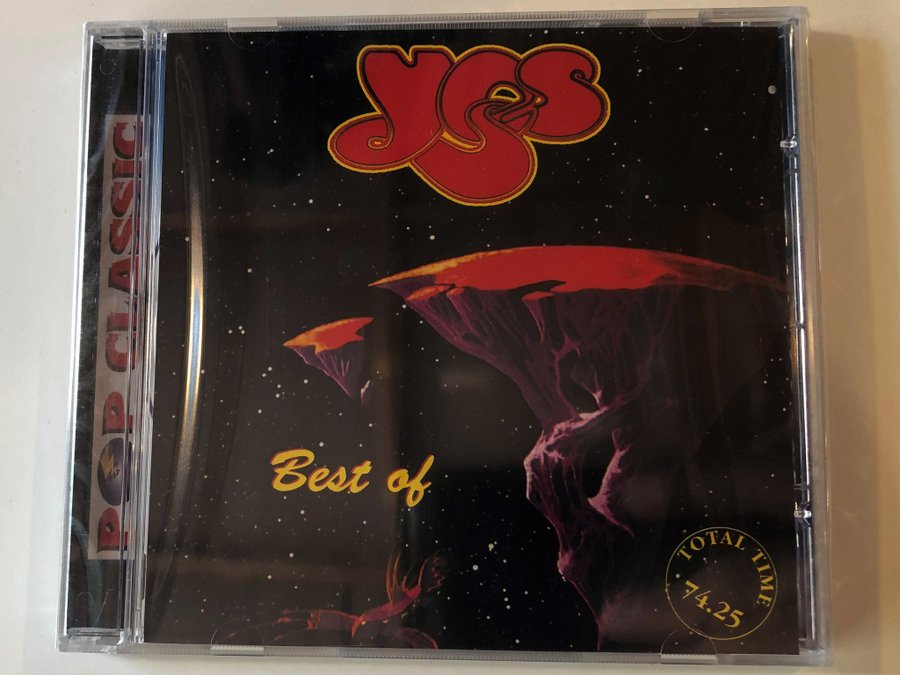 Yes
POP CLASSIC
Best of
TOTAL TIME
74.25